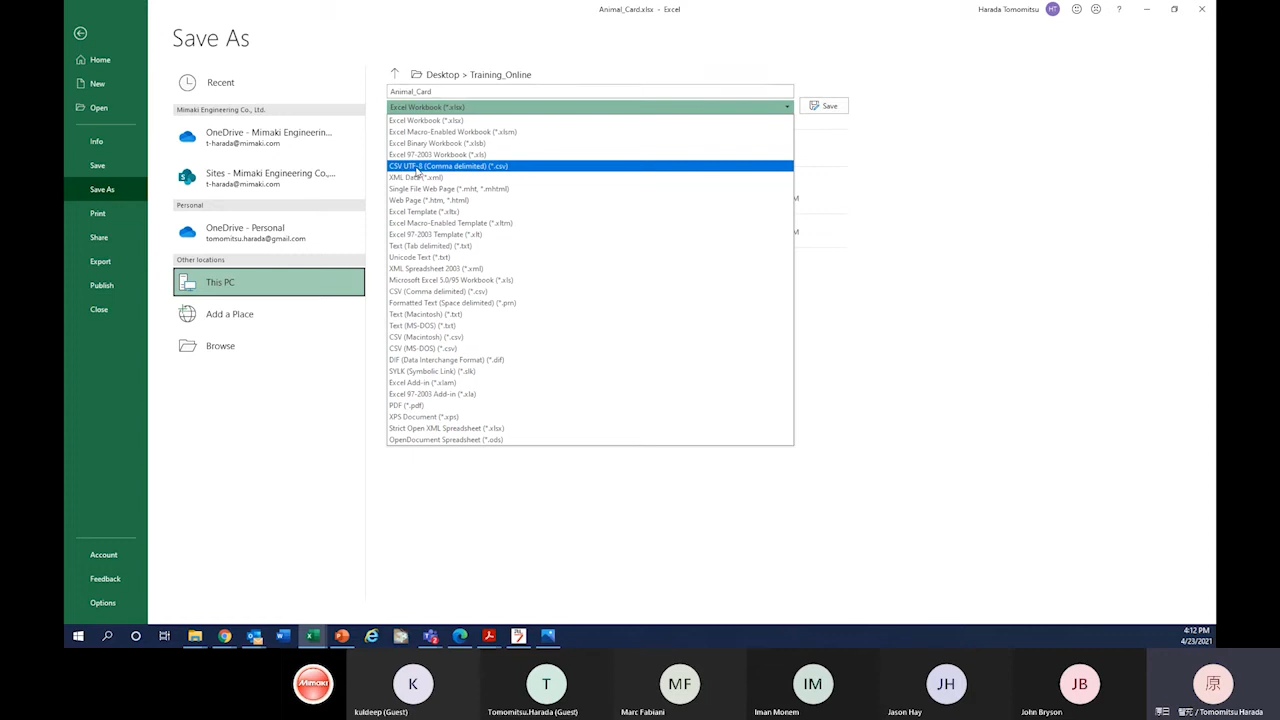 Animal_Card.xlsx - Excel
Harada Tomomitsu
HT
?
Save As
Home
New
Open
Info
Save
Save As
Print
Share
Export
Publish
Close
Account
Feedback
Options
Recent
Mimaki Engineering Co., Ltd.
OneDrive - Mimaki Engineerin...
t-harada@mimaki.com
Sites - Mimaki Engineering Co.,...
t-harada@mimaki.com
Personal
OneDrive - Personal
tomomitsu.harada@gmail.com
Other locations
This PC
Add a Place
Browse
Desktop > Training_Online
Animal_Card
Excel Workbook (*.xlsx)
Save
Excel Workbook (*.xlsx)
Excel Macro-Enabled Workbook (*.xlsm)
Excel Binary Workbook (*.xlsb)
Excel 97-2003 Workbook (*.xls)
CSV UTF-8 (Comma delimited) (*.csv)
XML Data (*.xml)
Single File Web Page (*.mht, *.mhtml)
Web Page (*.htm, *.html)
Excel Template (*.xltx)
Excel Macro-Enabled Template (*.xltm)
Excel 97-2003 Template (*.xlt)
Text (Tab delimited) (*.txt)
Unicode Text (*.txt)
XML Spreadsheet 2003 (*.xml)
Microsoft Excel 5.0/95 Workbook (*.xls)
CSV (Comma delimited) (*.csv)
Formatted Text (Space delimited) (*.prn)
Text (Macintosh) (*.txt)
Text (MS-DOS) (*.txt)
CSV (Macintosh) (*.csv)
CSV (MS-DOS) (*.csv)
DIF (Data Interchange Format) (*.dif)
SYLK (Symbolic Link) (*.slk)
Excel Add-in (*.xlam)
Excel 97-2003 Add-in (*.xla)
PDF (*.pdf)
XPS Document (*.xps)
Strict Open XML Spreadsheet (*.xlsx)
OpenDocument Spreadsheet (*.ods)
M
M
4:12 PM
4/23/2021
Mimaki
K
T
MF
IM
JH
JB
原
kuldeep (Guest)
Tomomitsu.Harada (Guest)
Marc Fabiani
Iman Monem
Jason Hay
John Bryson